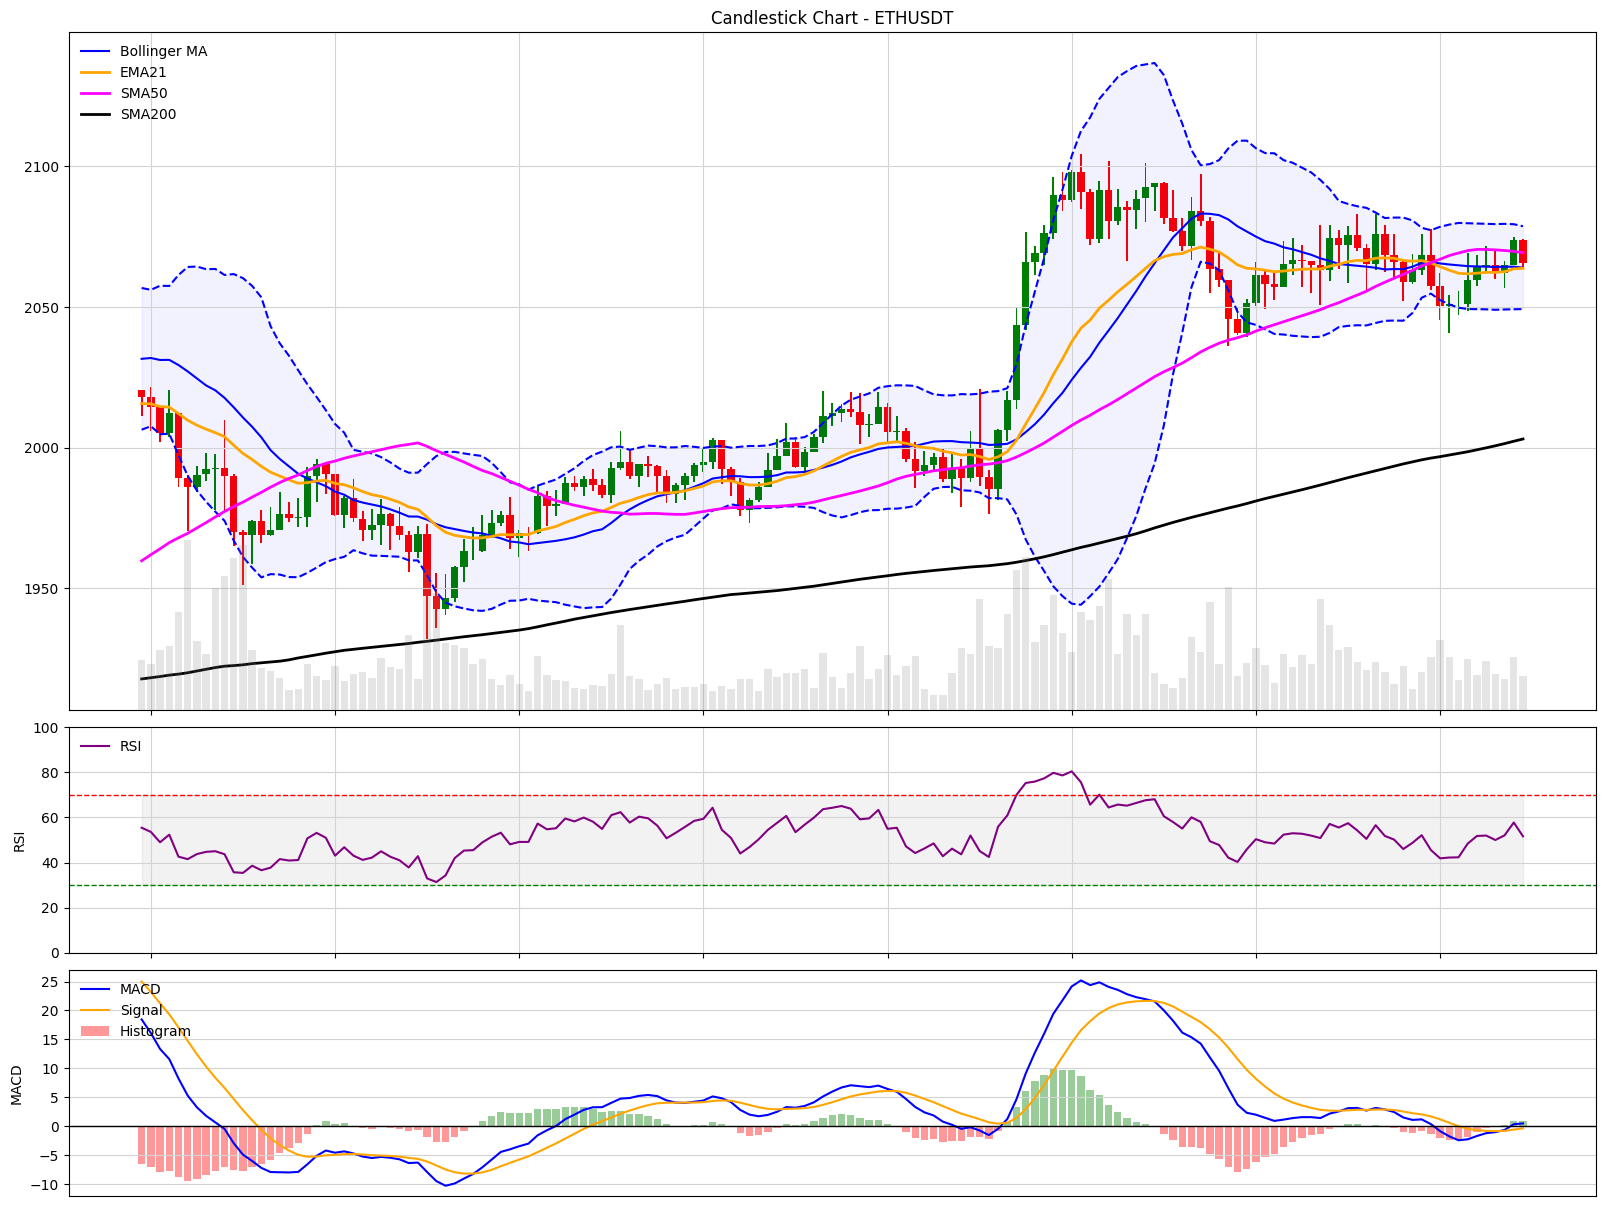 Candlestick Chart - ETHUSDT
Bollinger MA
EMA21
SMA50
SMA200
2100
2050
2000
1950
100
RSI
80
60
40
20
0
RSI
25
MACD
20
Signal
15
Histogram
10
5
0
−5
−10
MACD